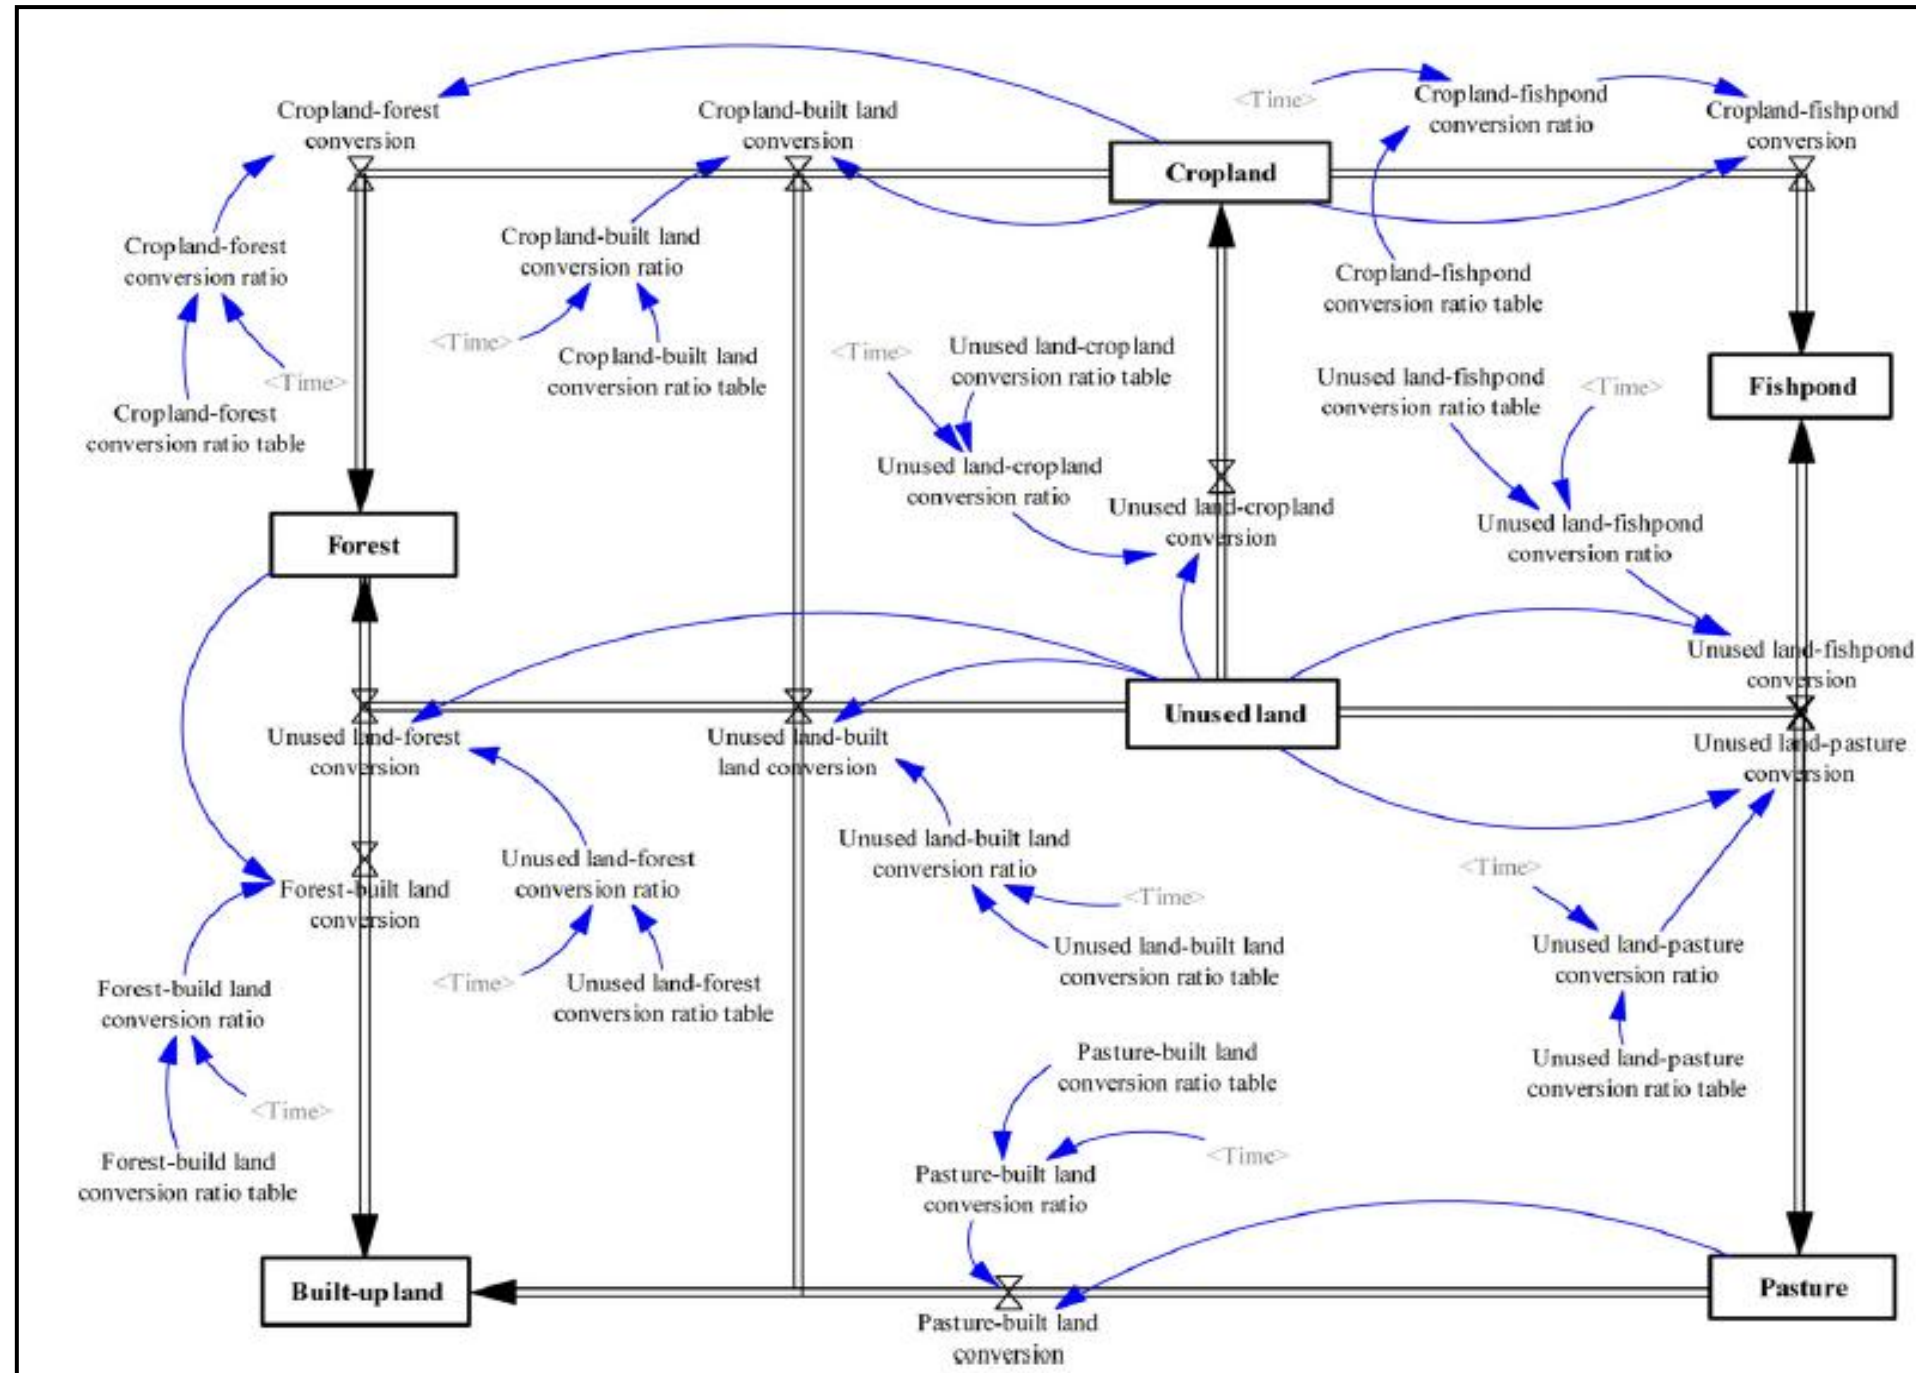 Cropland-forest
conversion
Cropland-built land
conversion
<Time>
Cropland-fishpond
conversion ratio
Cropland-fishpond
conversion
Cropland
Cropland-forest
conversion ratio
Cropland-built land
conversion ratio
Cropland-fishpond
conversion ratio table
<Time>
Cropland-forest
conversion ratio table
<Time>
Cropland-built land
conversion ratio table
<Time>
Unused land-cropland
conversion ratio table
Unused land-fishpond
conversion ratio table
<Time>
Fishpond
Unused land-cropland
conversion ratio
Unused land-cropland
conversion
Unused land-fishpond
conversion ratio
Forest
Unused land-fishpond
conversion
Unused land
Unused land-forest
conversion
Unused land-built
land conversion
Unused land-pasture
conversion
Unused land-forest
conversion ratio
Unused land-built land
conversion ratio
<Time>
Forest-built land
conversion
<Time>
Unused land-built land
conversion ratio table
Unused land-pasture
conversion ratio
Forest-build land
conversion ratio
<Time>
Unused land-forest
conversion ratio table
Pasture-built land
conversion ratio table
Unused land-pasture
conversion ratio table
<Time>
Forest-build land
conversion ratio table
Pasture-built land
conversion ratio
<Time>
Built-up land
Pasture
Pasture-built land
conversion